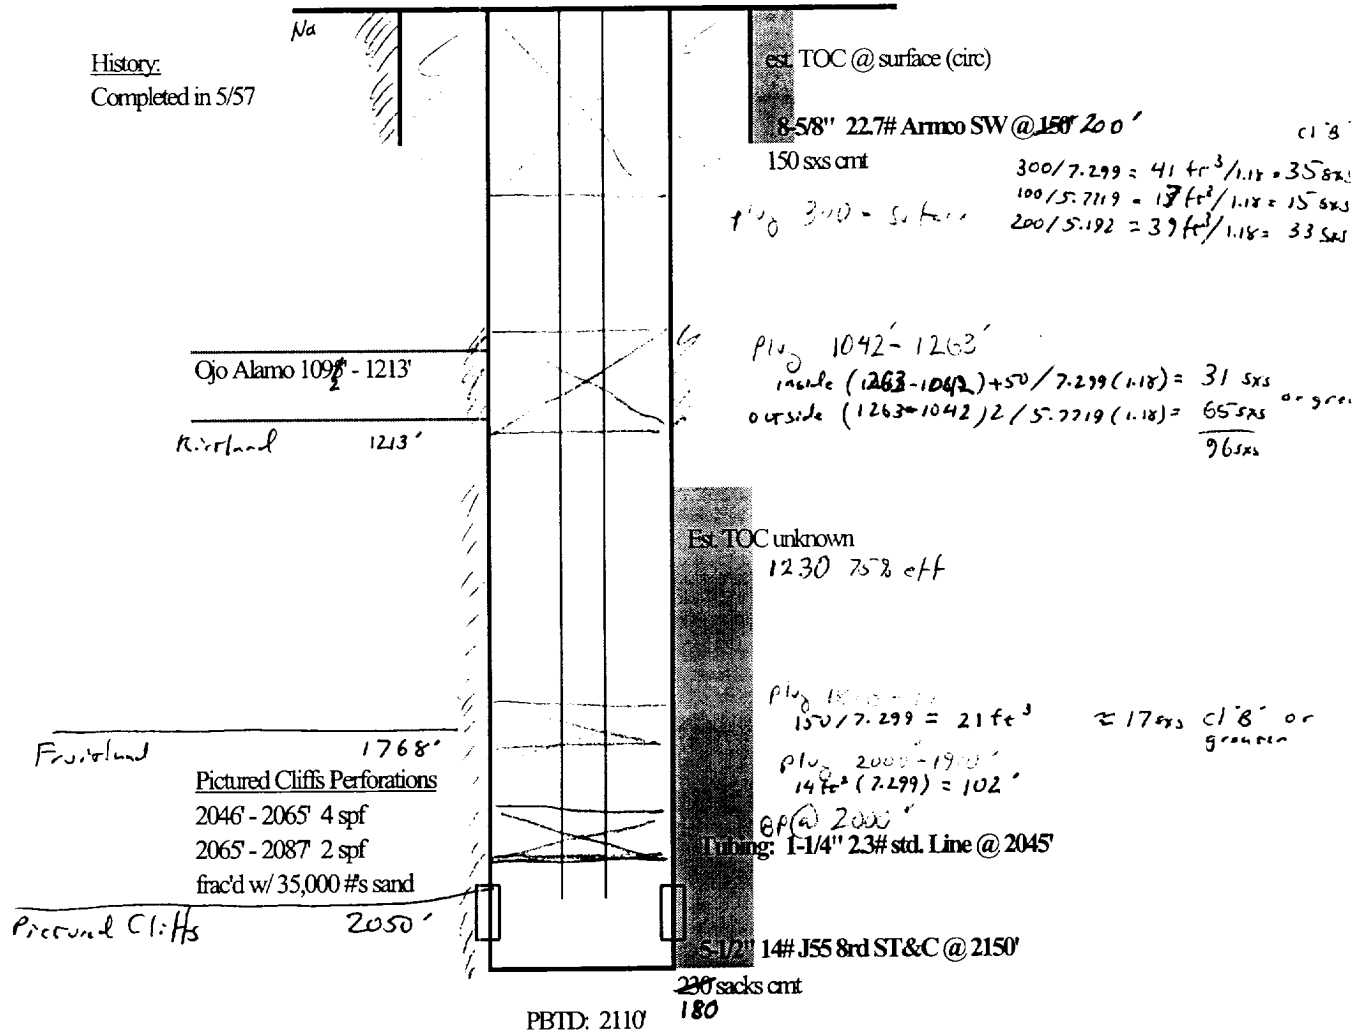 Na
History:
Completed in 5/57
est. TOC @ surface (circ)
8-5/8" 22.7# Armco SW @ 150' 200'
150 sxs cmt
cl "B"
300/7.299 = 41 ft³/1.18 = 35 sxs
100/5.7719 = 17 ft³/1.18 = 15 sxs
200/5.192 = 39 ft³/1.18 = 33 sxs
plug 300 - surface
Ojo Alamo 1092' - 1213'
Kirtland 1213'
plug 1042' - 1263'
inside (1263-1042)+50/7.299(1.18) = 31 sxs
outside (1263-1042)2/5.7719(1.18) = 65 sxs
96 sxs
or
Est. TOC unknown
1230 75% eff
plug
150/7.299 = 21 ft³ ≈ 17 sxs cl "B" or greater
Fruitland 1768'
plug 2000'-1900'
14 ft³ (7.299) = 102'
BP @ 2000'
Pictured Cliffs Perforations
2046' - 2065' 4 spf
2065' - 2087' 2 spf
frac'd w/ 35,000 #'s sand
Tubing: 1-1/4" 2.3# std. Line @ 2045'
Pictured Cliffs 2050'
5-1/2" 14# J55 8rd ST&C @ 2150'
230 sacks cmt
180
PBTD: 2110'